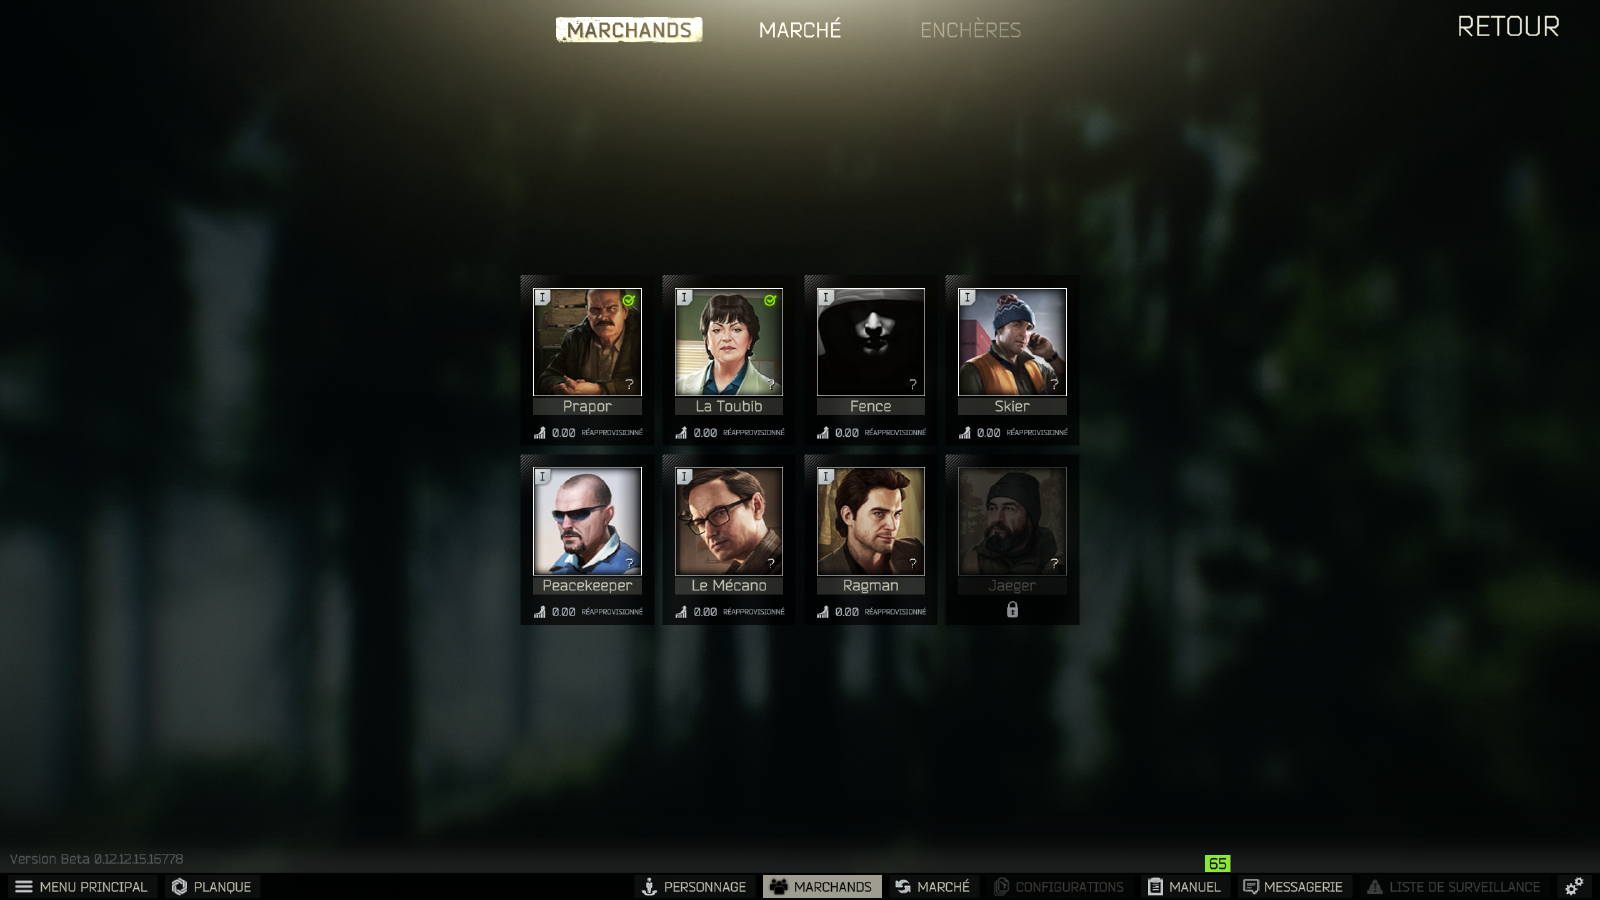 MARCHANDS MARCHÉ ENCHÈRES RETOUR
I I I I
? ? ? ?
Prapor La Toubib Fence Skier
0.00 RÉAPPROVISIONNÉ 0.00 RÉAPPROVISIONNÉ 0.00 RÉAPPROVISIONNÉ 0.00 RÉAPPROVISIONNÉ
I I I
? ? ? ?
Peacekeeper Le Mécano Ragman Jaeger
0.00 RÉAPPROVISIONNÉ 0.00 RÉAPPROVISIONNÉ 0.00 RÉAPPROVISIONNÉ
Version Beta 0.12.12.15.16778
65
MENU PRINCIPAL PLANQUE PERSONNAGE MARCHANDS MARCHÉ CONFIGURATIONS MANUEL MESSAGERIE LISTE DE SURVEILLANCE